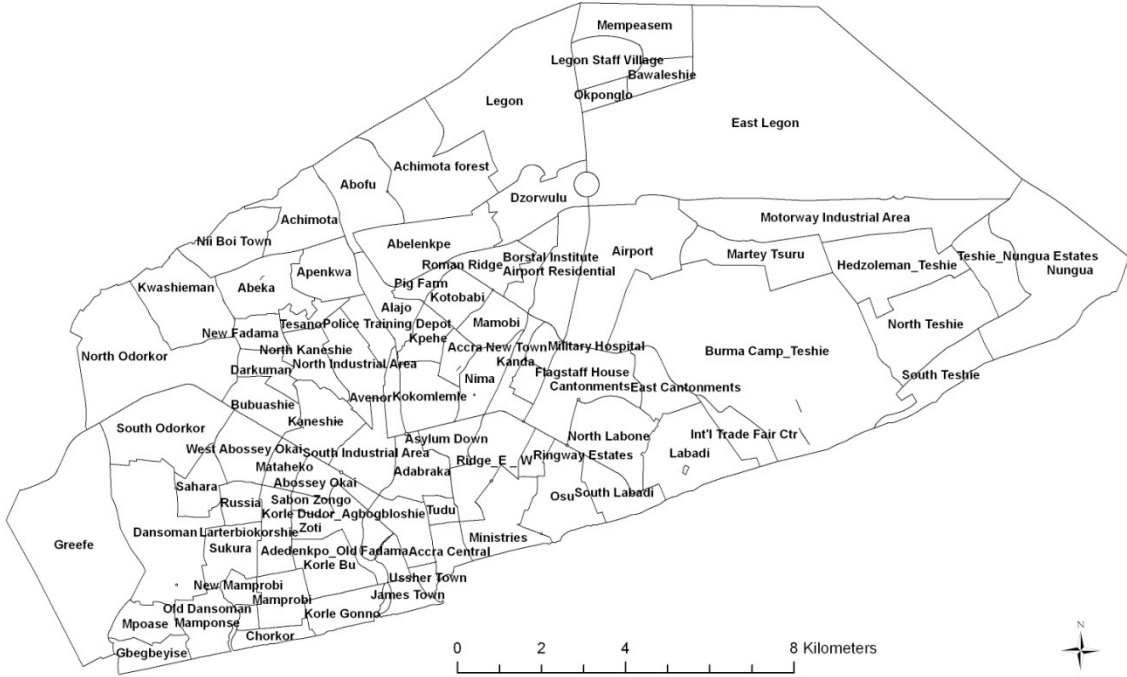 Mempeasem
Legon Staff Village
Bawaleshie
Okponglo
Legon
East Legon
Achimota forest
Abofu
Dzorwulu
Achimota
Motorway Industrial Area
Nii Boi Town
Abelenkpe
Borstal Institute
Airport
Martey Tsuru
Teshie_Nungua Estates
Hedzoleman_Teshie
Nungua
Roman Ridge
Airport Residential
Apenkwa
Pig Farm
Kwashieman
Abeka
Kotobabi
Alajo
Tesano
Police Training Depot
Mamobi
North Teshie
New Fadama
Kpehe
Accra New Town
Military Hospital
North Kaneshie
Burma Camp_Teshie
North Odorkor
North Industrial Area
Kanda
Darkuman
Flagstaff House
South Teshie
Nima
Cantonments
East Cantonments
Avenor
Kokomlemle
Bubuashie
Kaneshie
South Odorkor
Asylum Down
North Labone
Int'l Trade Fair Ctr
West Abossey Okai
South Industrial Area
Ridge_E _ W
Ringway Estates
Labadi
Mataheko
Adabraka
Abossey Okai
Sahara
Osu
South Labadi
Russia
Sabon Zongo
Korle Dudor_Agbogbloshie
Tudu
Zoti
Dansoman
Larterbiokorshie
Ministries
Greefe
Sukura
Adedenkpo_Old Fadama
Accra Central
Korle Bu
Ussher Town
New Mamprobi
James Town
Mamprobi
Old Dansoman
Korle Gonno
Mpoase
Mamponse
Chorkor
Gbegbeyise
0 2 4 8 Kilometers
N